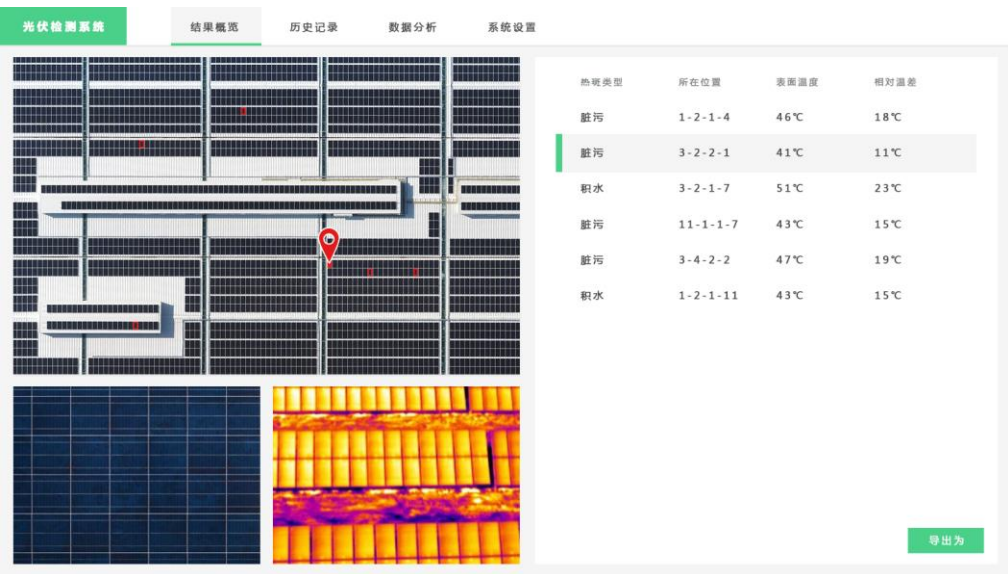 光伏检测系统 结果概览 历史记录 数据分析 系统设置
热斑类型 所在位置 表面温度 相对温差
脏污 1-2-1-4 46℃ 18℃
脏污 3-2-2-1 41℃ 11℃
积水 3-2-1-7 51℃ 23℃
脏污 11-1-1-7 43℃ 15℃
脏污 3-4-2-2 47℃ 19℃
积水 1-2-1-11 43℃ 15℃
导出为